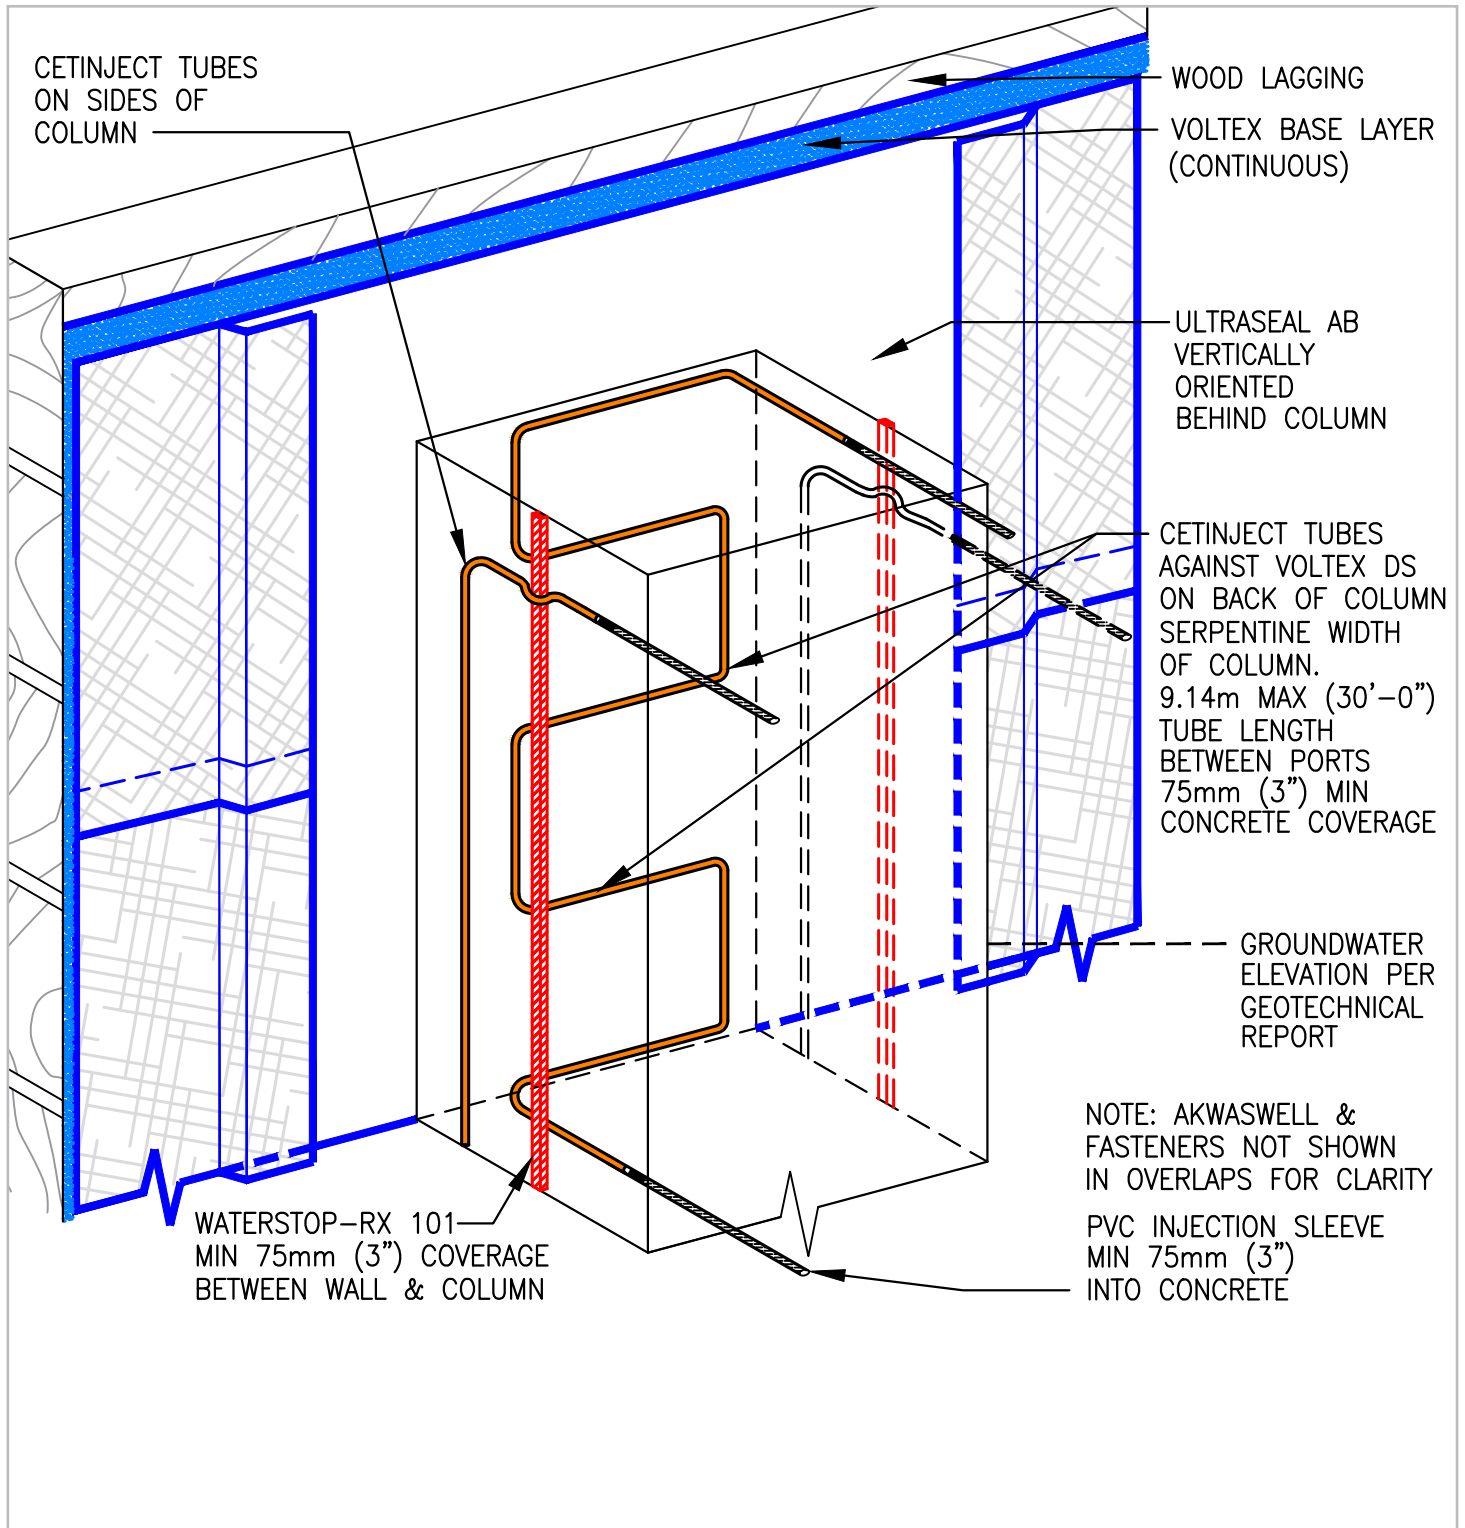 CETINJECT TUBES
ON SIDES OF
COLUMN
WOOD LAGGING
VOLTEX BASE LAYER
(CONTINUOUS)
ULTRASEAL AB
VERTICALLY
ORIENTED
BEHIND COLUMN
CETINJECT TUBES
AGAINST VOLTEX DS
ON BACK OF COLUMN
SERPENTINE WIDTH
OF COLUMN.
9.14m MAX (30'-0")
TUBE LENGTH
BETWEEN PORTS
75mm (3") MIN
CONCRETE COVERAGE
GROUNDWATER
ELEVATION PER
GEOTECHNICAL
REPORT
NOTE: AKWASWELL &
FASTENERS NOT SHOWN
IN OVERLAPS FOR CLARITY
WATERSTOP-RX 101
MIN 75mm (3") COVERAGE
BETWEEN WALL & COLUMN
PVC INJECTION SLEEVE
MIN 75mm (3")
INTO CONCRETE